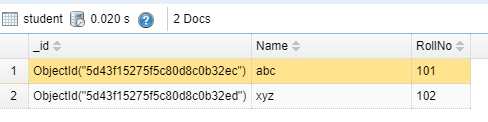 student 0.020 s ? 2 Docs
_id Name RollNo
1 ObjectId("5d43f15275f5c80d8c0b32ec") abc 101
2 ObjectId("5d43f15275f5c80d8c0b32ed") xyz 102